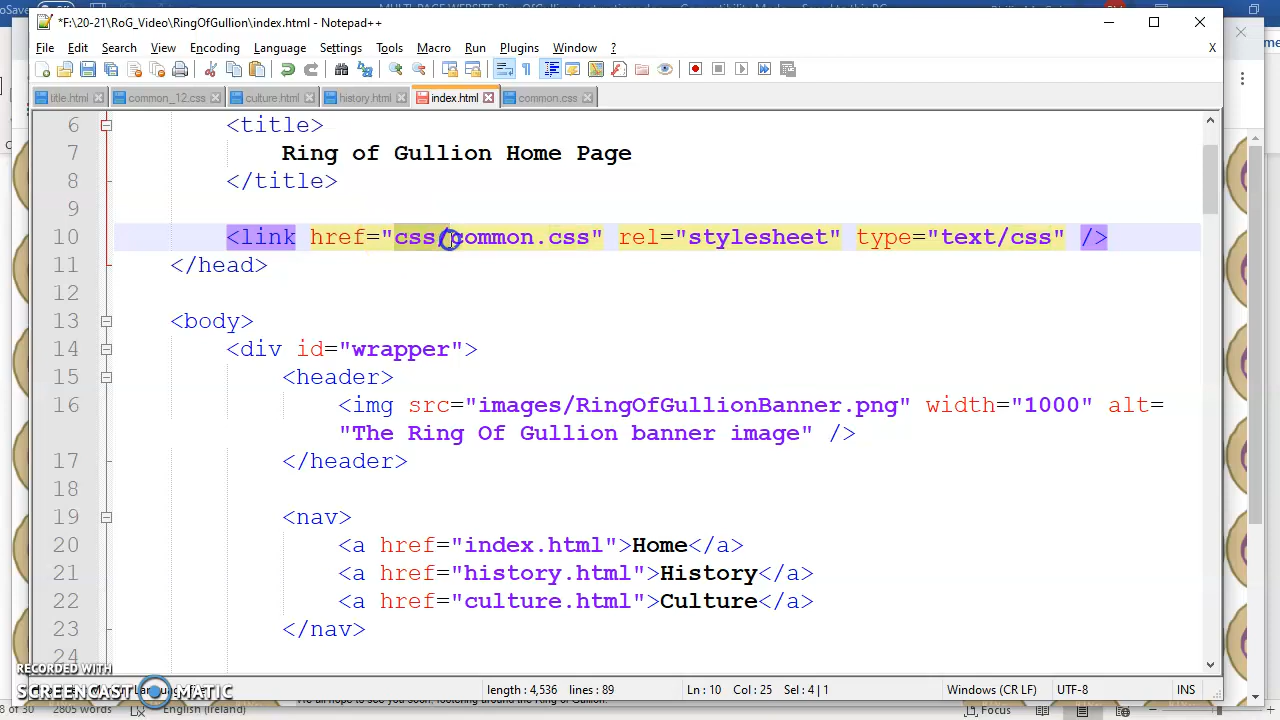 *F:\20-21\RoG_Video\RingOfGullion\index.html - Notepad++
File Edit Search View Encoding Language Settings Tools Macro Run Plugins Window ? X
title.html common_12.css culture.html history.html index.html common.css
6 <title>
7 Ring of Gullion Home Page
8 </title>
9
10 <link href="css/common.css" rel="stylesheet" type="text/css" />
11 </head>
12
13 <body>
14 <div id="wrapper">
15 <header>
16 <img src="images/RingOfGullionBanner.png" width="1000" alt=
"The Ring Of Gullion banner image" />
17 </header>
18
19 <nav>
20 <a href="index.html">Home</a>
21 <a href="history.html">History</a>
22 <a href="culture.html">Culture</a>
23 </nav>
24
RECORDED WITH
SCREENCAST MATIC
length : 4,536 lines : 89 Ln : 10 Col : 25 Sel : 4 | 1 Windows (CR LF) UTF-8 INS
8 of 30 2805 words English (Ireland) Focus